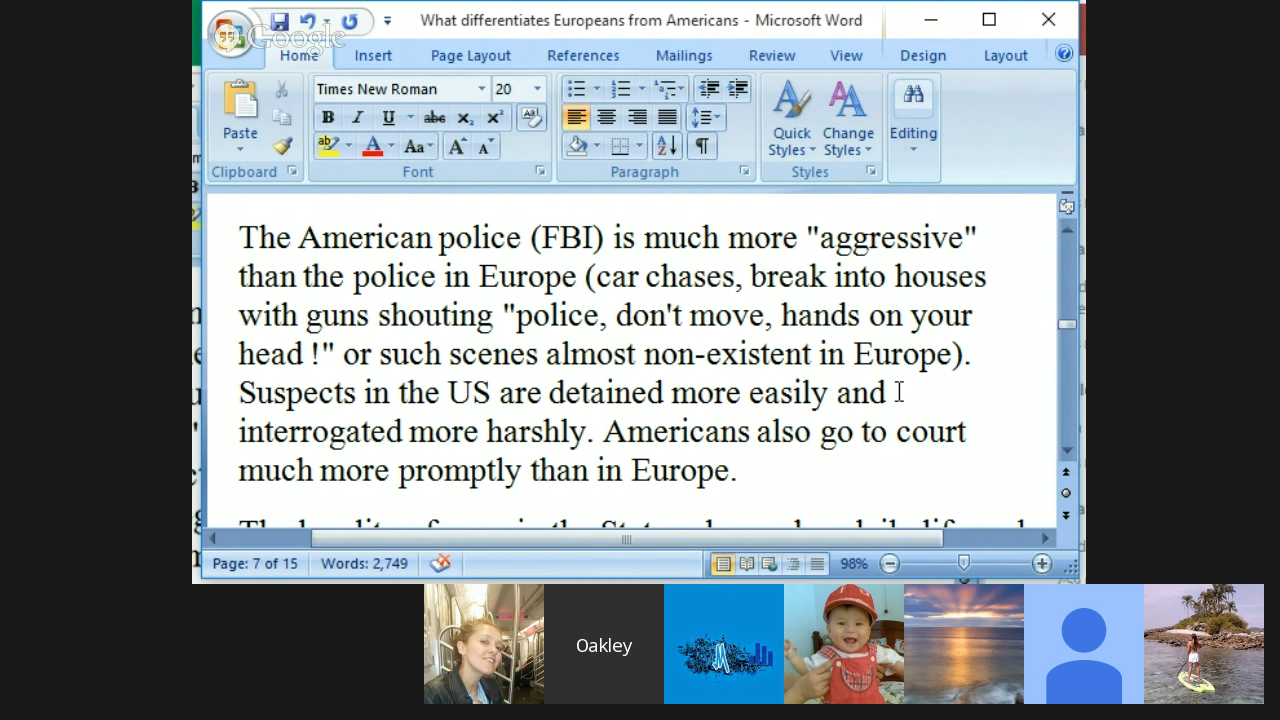 What differentiates Europeans from Americans - Microsoft Word
Google
Home Insert Page Layout References Mailings Review View Design Layout
Times New Roman 20
Paste
Quick Styles
Change Styles
Editing
Clipboard Font Paragraph Styles
The American police (FBI) is much more "aggressive"
than the police in Europe (car chases, break into houses
with guns shouting "police, don't move, hands on your
head !" or such scenes almost non-existent in Europe).
Suspects in the US are detained more easily and
interrogated more harshly. Americans also go to court
much more promptly than in Europe.
Page: 7 of 15 Words: 2,749 98%
Oakley